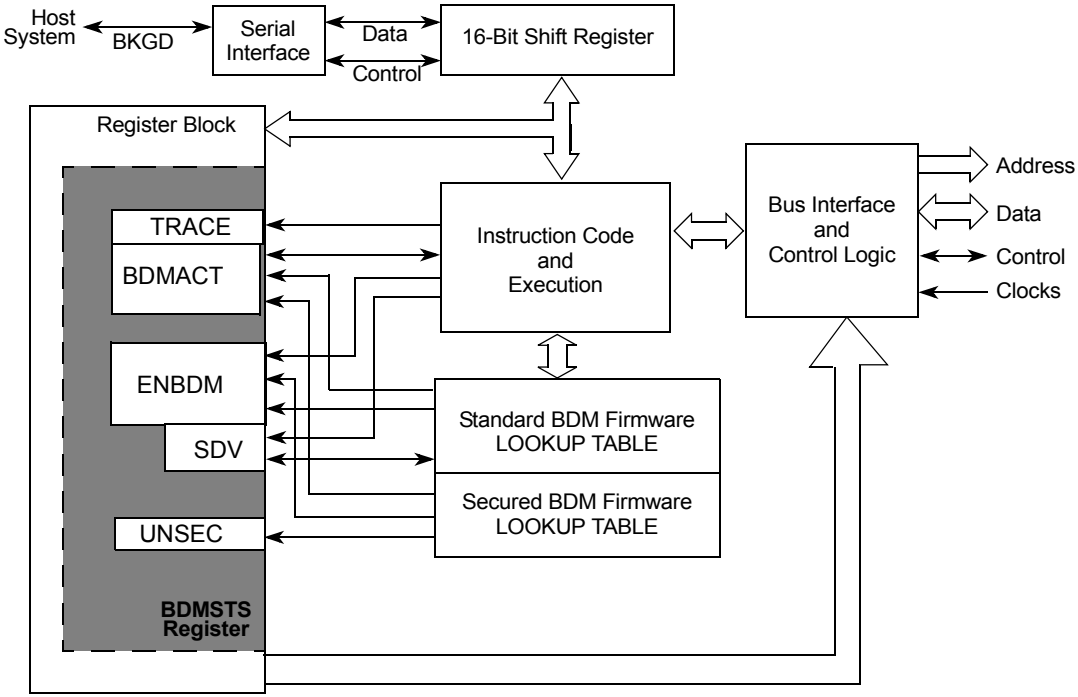 Host
System
BKGD
Serial
Interface
Data
Control
16-Bit Shift Register
Register Block
TRACE
BDMACT
ENBDM
SDV
UNSEC
BDMSTS
Register
Instruction Code
and
Execution
Standard BDM Firmware
LOOKUP TABLE
Secured BDM Firmware
LOOKUP TABLE
Bus Interface
and
Control Logic
Address
Data
Control
Clocks